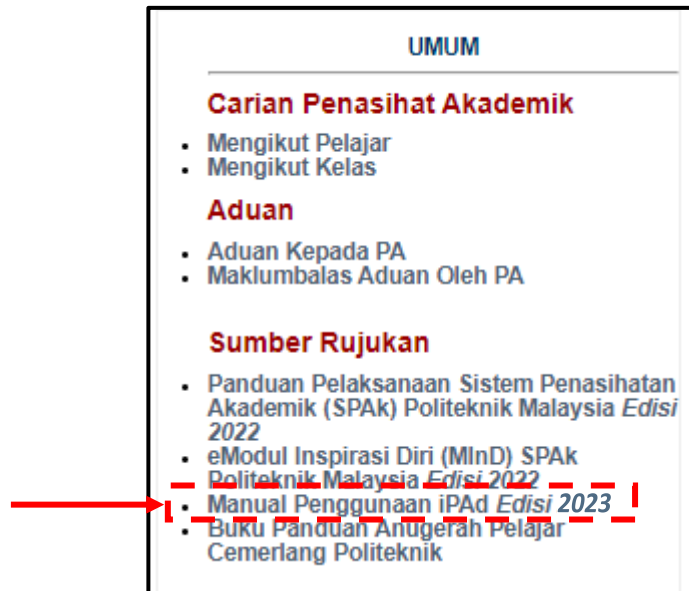 UMUM
Carian Penasihat Akademik
Mengikut Pelajar
Mengikut Kelas
Aduan
Aduan Kepada PA
Maklumbalas Aduan Oleh PA
Sumber Rujukan
Panduan Pelaksanaan Sistem Penasihatan
Akademik (SPAk) Politeknik Malaysia Edisi
2022
eModul Inspirasi Diri (MInD) SPAk
Politeknik Malaysia Edisi 2022
Manual Penggunaan iPAd Edisi 2023
Buku Panduan Anugerah Pelajar
Cemerlang Politeknik